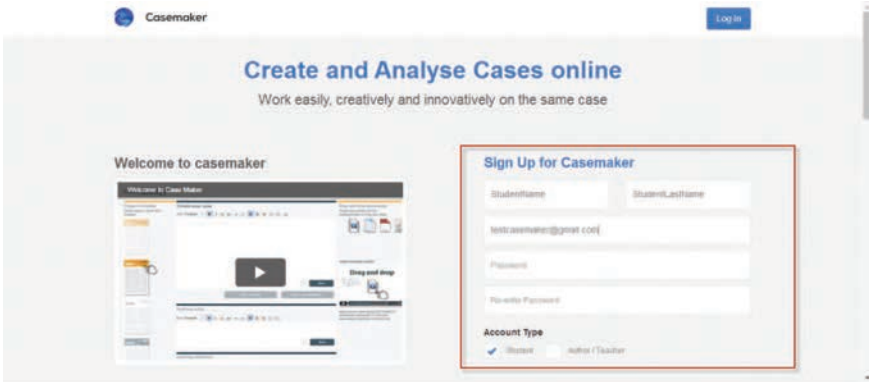 Casemaker
Log in
Create and Analyse Cases online
Work easily, creatively and innovatively on the same case
Welcome to casemaker
Welcome to Case Maker
Drag and drop
Sign Up for Casemaker
StudentName
StudentLastName
testcasemaker@gmail.com
Password
Re-enter Password
Account Type
Student
Author / Teacher